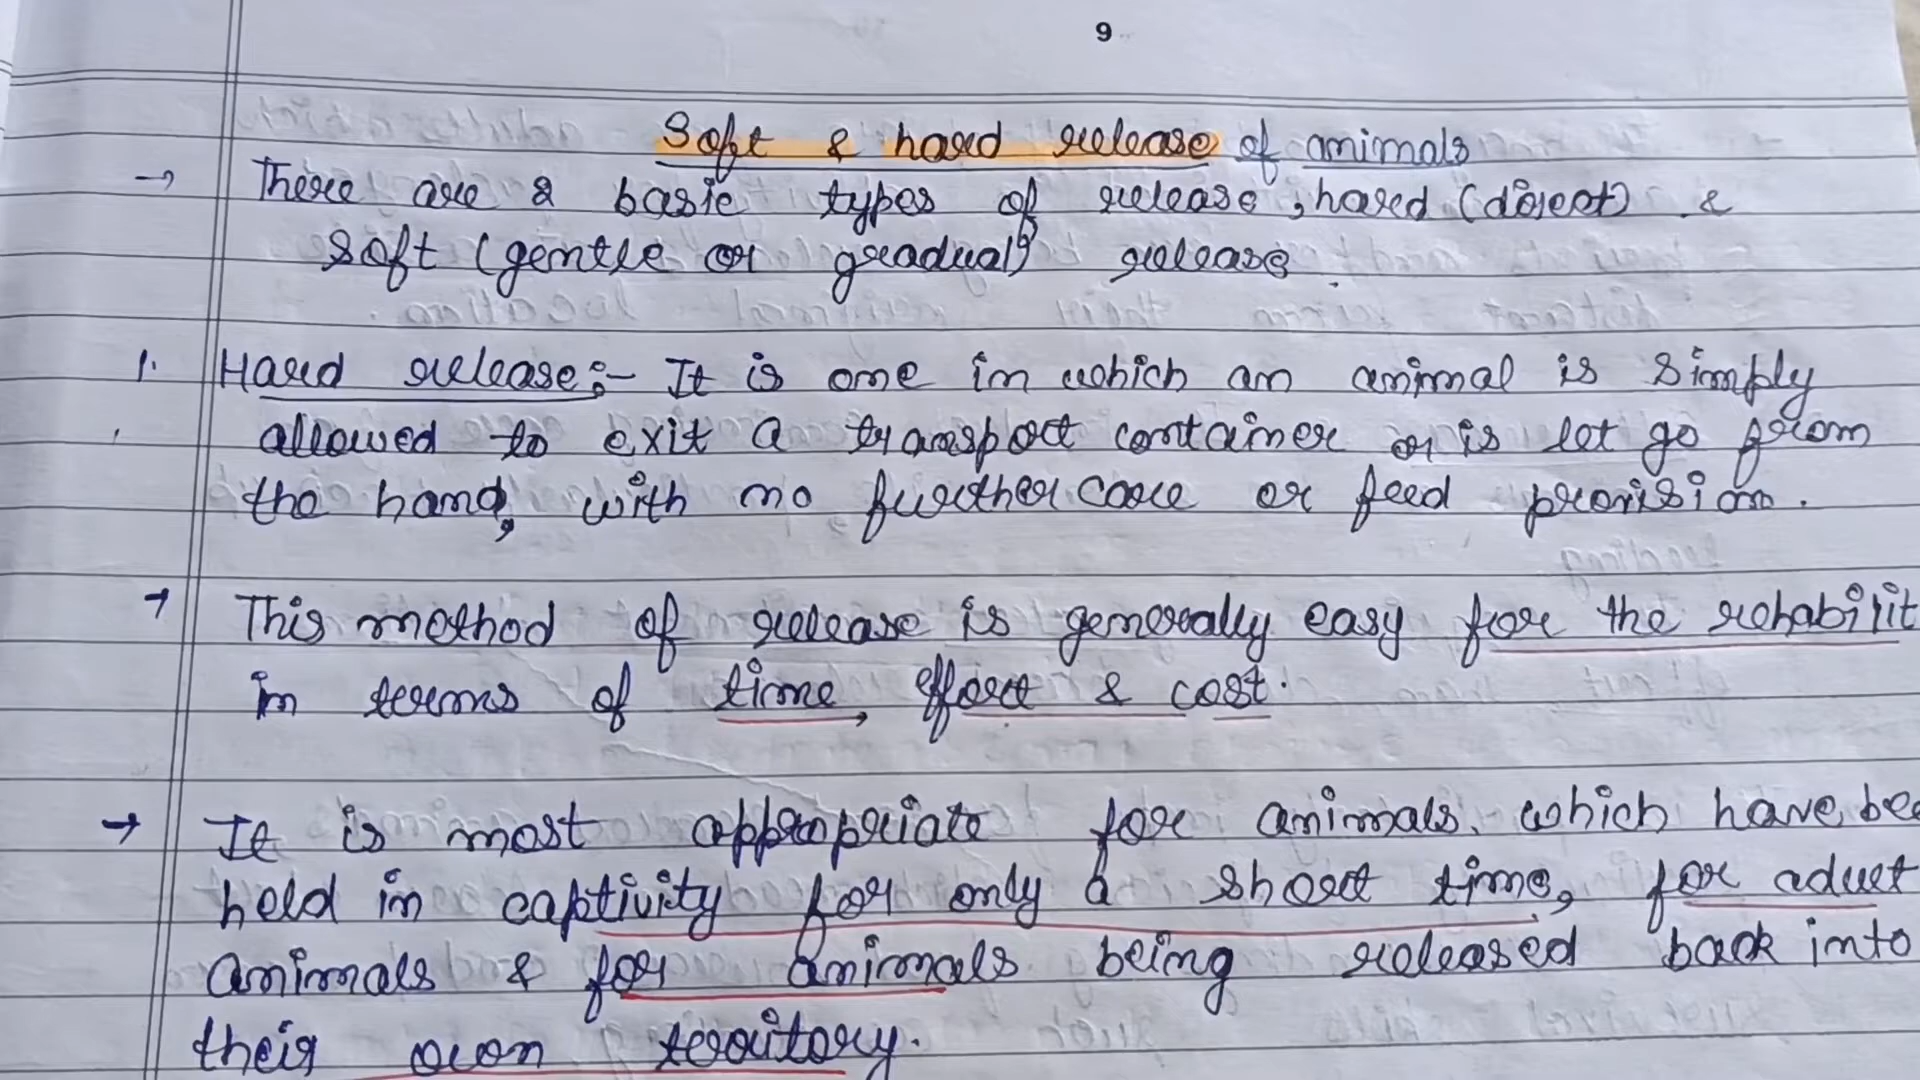 9
Soft & hard release of animals
→ There are 2 basic types of release, hard (direct) &
soft (gentle or gradual) release.
1. Hard release:- It is one in which an animal is simply
allowed to exit a transport container or is let go from
the hand, with no further care or feed provision.
→ This method of release is generally easy for the rehabilit
in terms of time, effort & cost.
→ It is most appropriate for animals which have bee
held in captivity for only a short time, for adult
animals & for animals being released back into
their own territory.